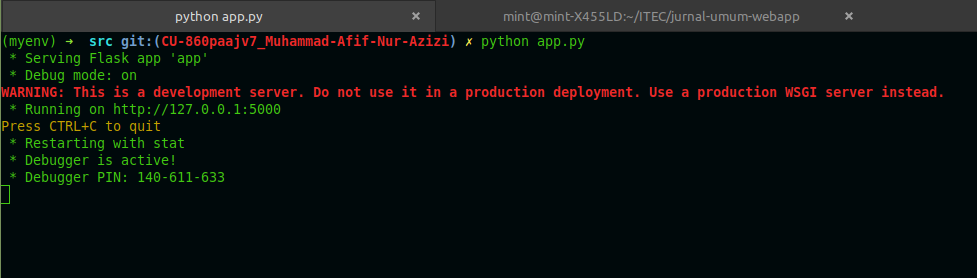 python app.py ×
mint@mint-X455LD:~/ITEC/jurnal-umum-webapp ×
(myenv) → src git:(CU-860paajv7_Muhammad-Afif-Nur-Azizi) ✗ python app.py
* Serving Flask app 'app'
* Debug mode: on
WARNING: This is a development server. Do not use it in a production deployment. Use a production WSGI server instead.
* Running on http://127.0.0.1:5000
Press CTRL+C to quit
* Restarting with stat
* Debugger is active!
* Debugger PIN: 140-611-633